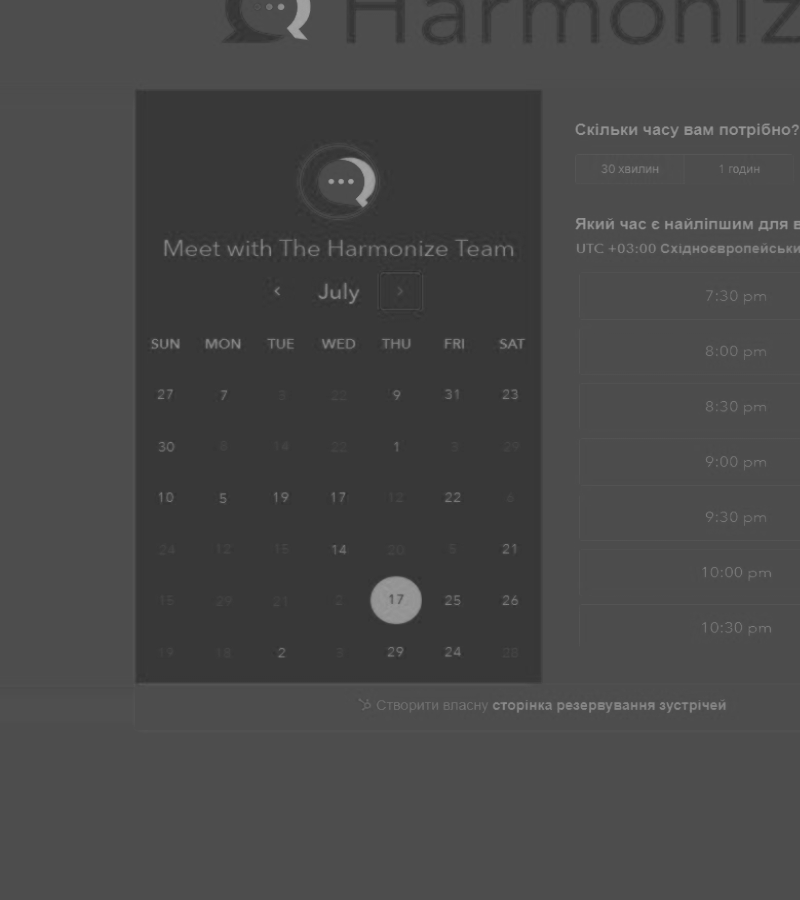 Harmoniz
Meet with The Harmonize Team
July
SUN MON TUE WED THU FRI SAT
27 7 8 22 9 31 23
30 6 14 22 1 3 29
10 5 19 17 12 22 6
24 12 15 14 20 5 21
15 29 21 2 17 25 26
19 18 2 5 29 24 28
Скільки часу вам потрібно?
30 хвилин 1 годин
Який час є найліпшим для в
UTC +03:00 Східноєвропейськи
7:30 pm
8:00 pm
8:30 pm
9:00 pm
9:30 pm
10:00 pm
10:30 pm
Створити власну сторінка резервування зустрічей